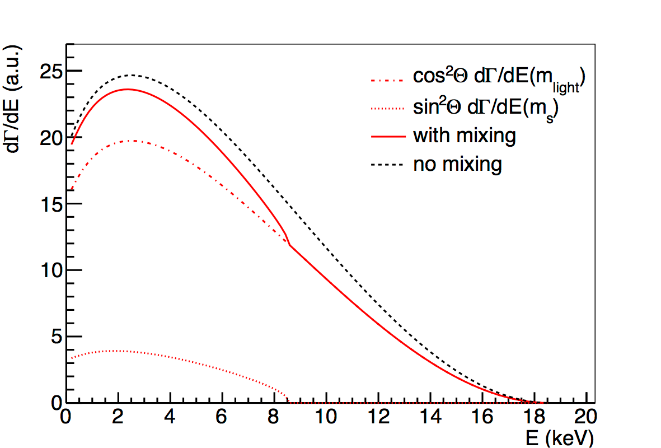 dΓ/dE (a.u.)
25
20
15
10
5
0
0 2 4 6 8 10 12 14 16 18 20
E (keV)
cos²Θ dΓ/dE(m_light)
sin²Θ dΓ/dE(m_s)
with mixing
no mixing